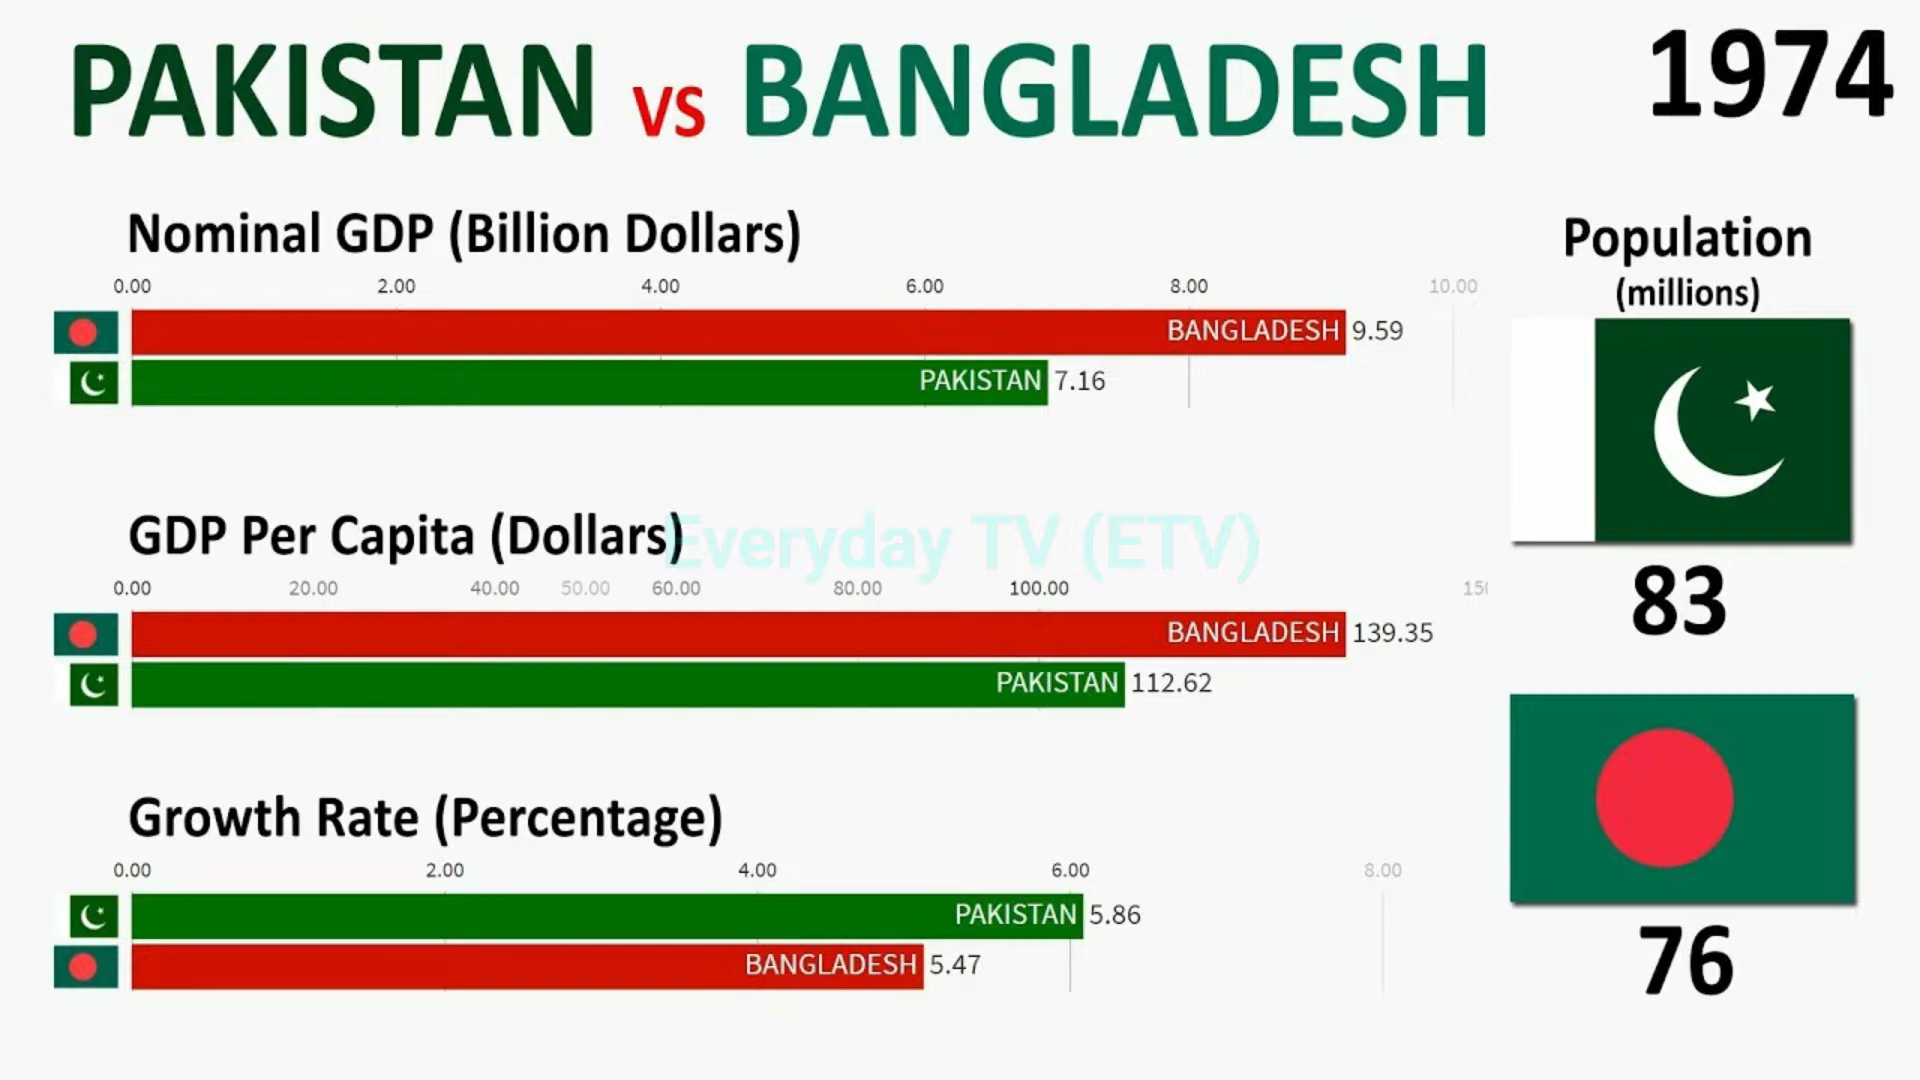 PAKISTAN VS BANGLADESH 1974
Nominal GDP (Billion Dollars)
0.00 2.00 4.00 6.00 8.00 10.00
BANGLADESH 9.59
PAKISTAN 7.16
GDP Per Capita (Dollars)
Everyday TV (ETV)
0.00 20.00 40.00 50.00 60.00 80.00 100.00
BANGLADESH 139.35
PAKISTAN 112.62
Growth Rate (Percentage)
0.00 2.00 4.00 6.00 8.00
PAKISTAN 5.86
BANGLADESH 5.47
Population
(millions)
83
76